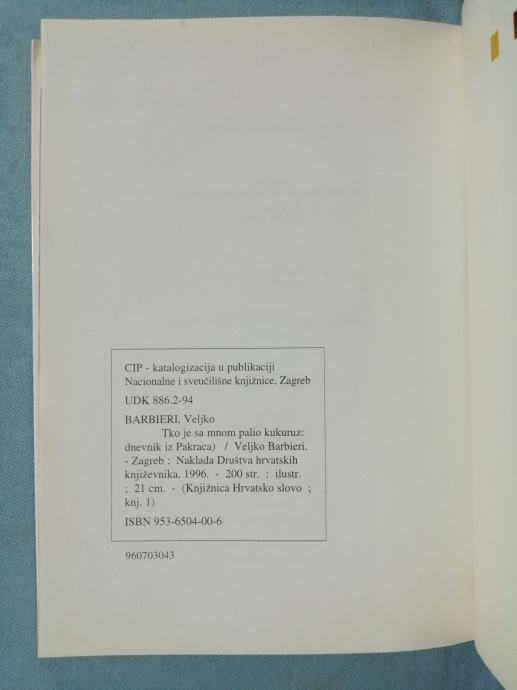 CIP - katalogizacija u publikaciji
Nacionalne i sveučilišne knjižnice, Zagreb
UDK 886.2-94
BARBIERI, Veljko
Tko je sa mnom palio kukuruz:
dnevnik iz Pakraca) / Veljko Barbieri.
- Zagreb : Naklada Društva hrvatskih
književnika, 1996. - 200 str. : ilustr.
; 21 cm. - (Knjižnica Hrvatsko slovo ;
knj. 1)
ISBN 953-6504-00-6
960703043